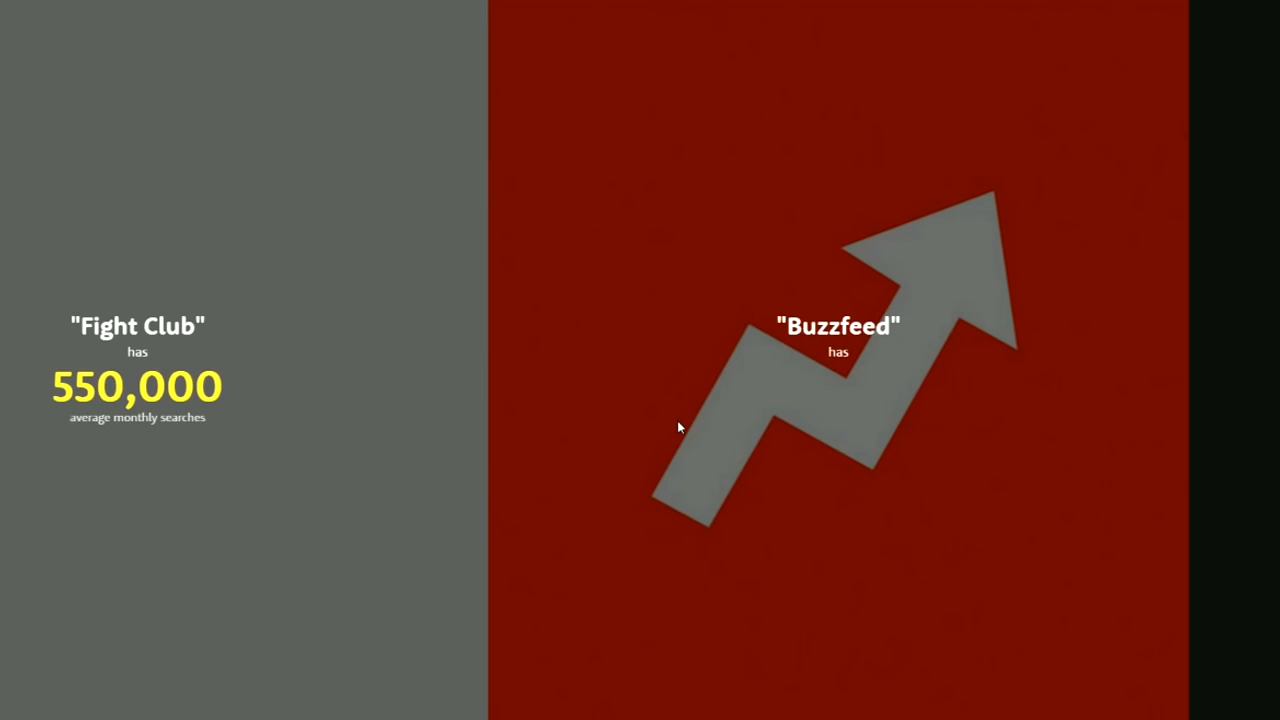 "Fight Club"
has
550,000
average monthly searches
"Buzzfeed"
has